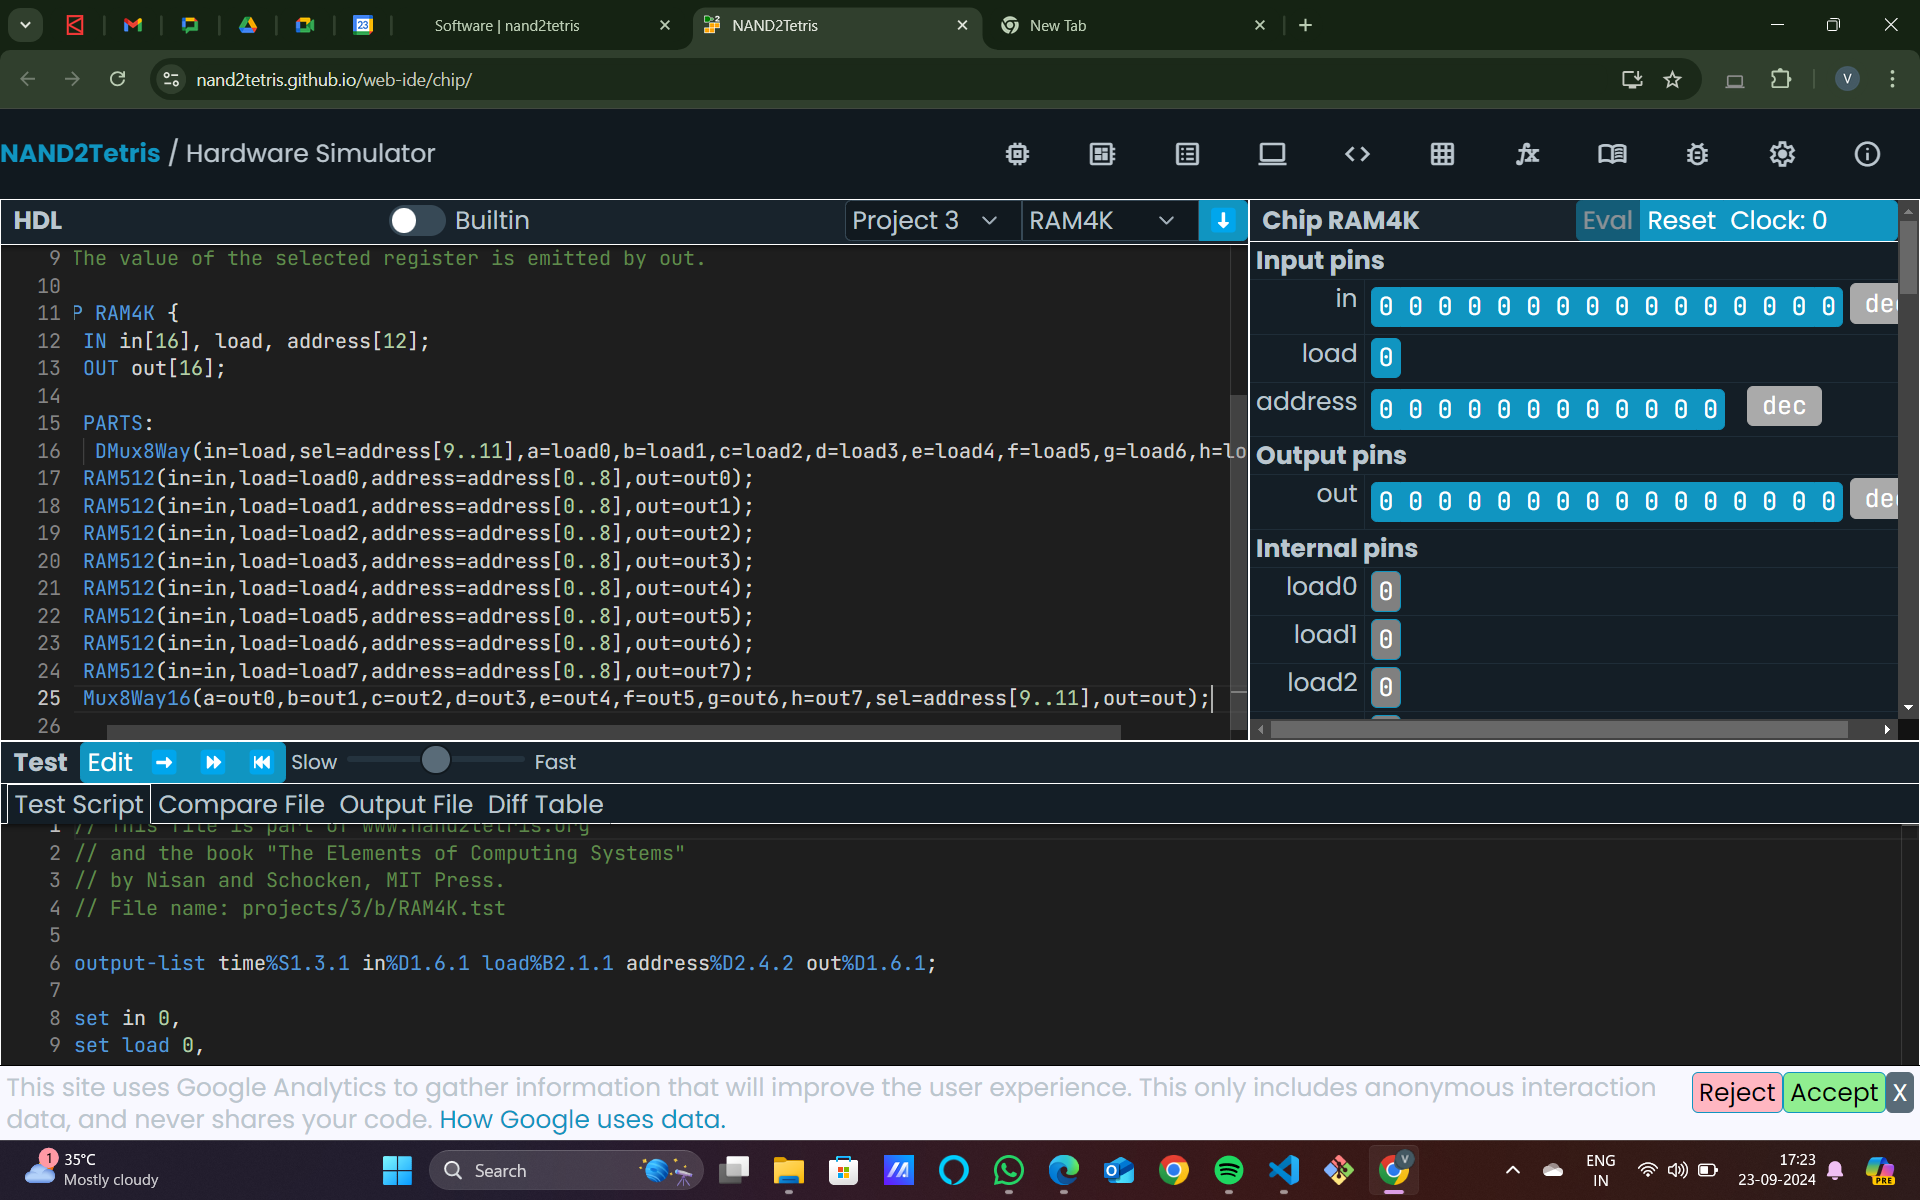 Software | nand2tetris
NAND2Tetris
New Tab
nand2tetris.github.io/web-ide/chip/
V
NAND2Tetris / Hardware Simulator
HDL
Builtin
Project 3
RAM4K
Chip RAM4K
Eval Reset Clock: 0
9 The value of the selected register is emitted by out.
10
11 P RAM4K {
12 IN in[16], load, address[12];
13 OUT out[16];
14
15 PARTS:
16 DMux8Way(in=load,sel=address[9..11],a=load0,b=load1,c=load2,d=load3,e=load4,f=load5,g=load6,h=lo
17 RAM512(in=in,load=load0,address=address[0..8],out=out0);
18 RAM512(in=in,load=load1,address=address[0..8],out=out1);
19 RAM512(in=in,load=load2,address=address[0..8],out=out2);
20 RAM512(in=in,load=load3,address=address[0..8],out=out3);
21 RAM512(in=in,load=load4,address=address[0..8],out=out4);
22 RAM512(in=in,load=load5,address=address[0..8],out=out5);
23 RAM512(in=in,load=load6,address=address[0..8],out=out6);
24 RAM512(in=in,load=load7,address=address[0..8],out=out7);
25 Mux8Way16(a=out0,b=out1,c=out2,d=out3,e=out4,f=out5,g=out6,h=out7,sel=address[9..11],out=out);
26
Input pins
in 0 0 0 0 0 0 0 0 0 0 0 0 0 0 0 0 dec
load 0
address 0 0 0 0 0 0 0 0 0 0 0 0 dec
Output pins
out 0 0 0 0 0 0 0 0 0 0 0 0 0 0 0 0 dec
Internal pins
load0 0
load1 0
load2 0
Test Edit Slow Fast
Test Script Compare File Output File Diff Table
1 // This file is part of www.nand2tetris.org
2 // and the book "The Elements of Computing Systems"
3 // by Nisan and Schocken, MIT Press.
4 // File name: projects/3/b/RAM4K.tst
5
6 output-list time%S1.3.1 in%D1.6.1 load%B2.1.1 address%D2.4.2 out%D1.6.1;
7
8 set in 0,
9 set load 0,
This site uses Google Analytics to gather information that will improve the user experience. This only includes anonymous interaction
data, and never shares your code. How Google uses data.
Reject Accept X
1
35°C
Mostly cloudy
Search
V
ENG
IN
17:23
23-09-2024
PRE